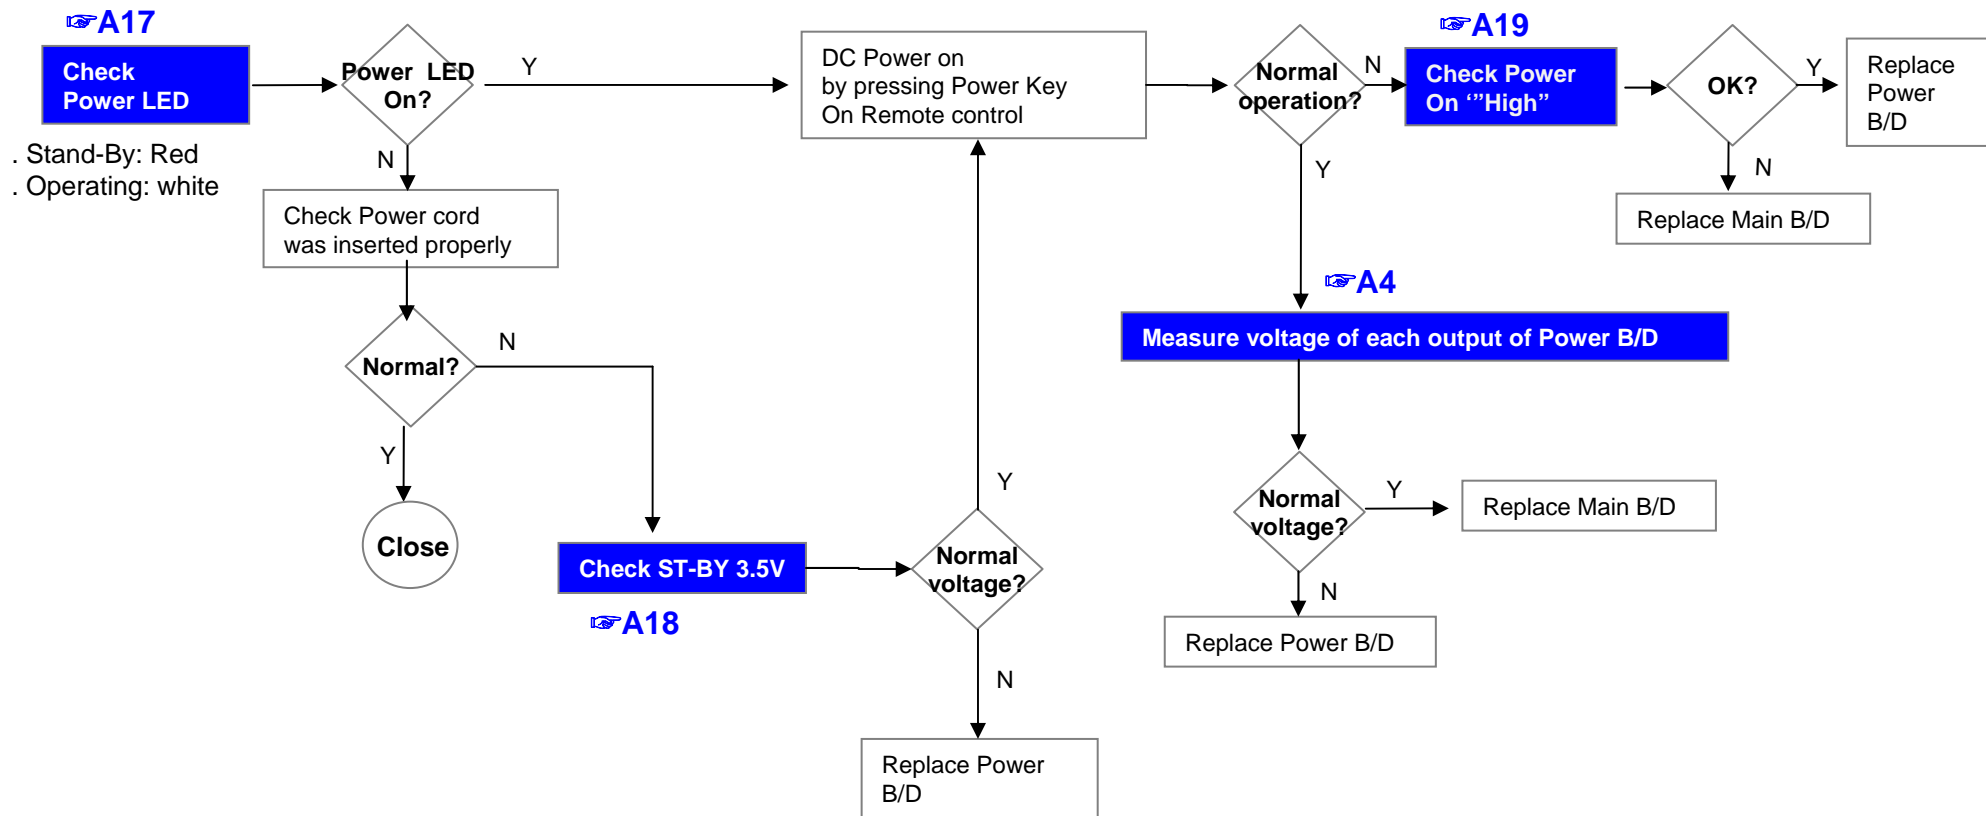 ☞A17
Check
Power LED
. Stand-By: Red
. Operating: white
Power LED
On?
Y
N
Check Power cord
was inserted properly
Normal?
N
Y
Close
Check ST-BY 3.5V
☞A18
Normal
voltage?
Y
N
Replace Power
B/D
DC Power on
by pressing Power Key
On Remote control
Normal
operation?
N
Y
☞A19
Check Power
On ‘”High”
OK?
Y
Replace
Power
B/D
N
Replace Main B/D
☞A4
Measure voltage of each output of Power B/D
Normal
voltage?
Y
Replace Main B/D
N
Replace Power B/D